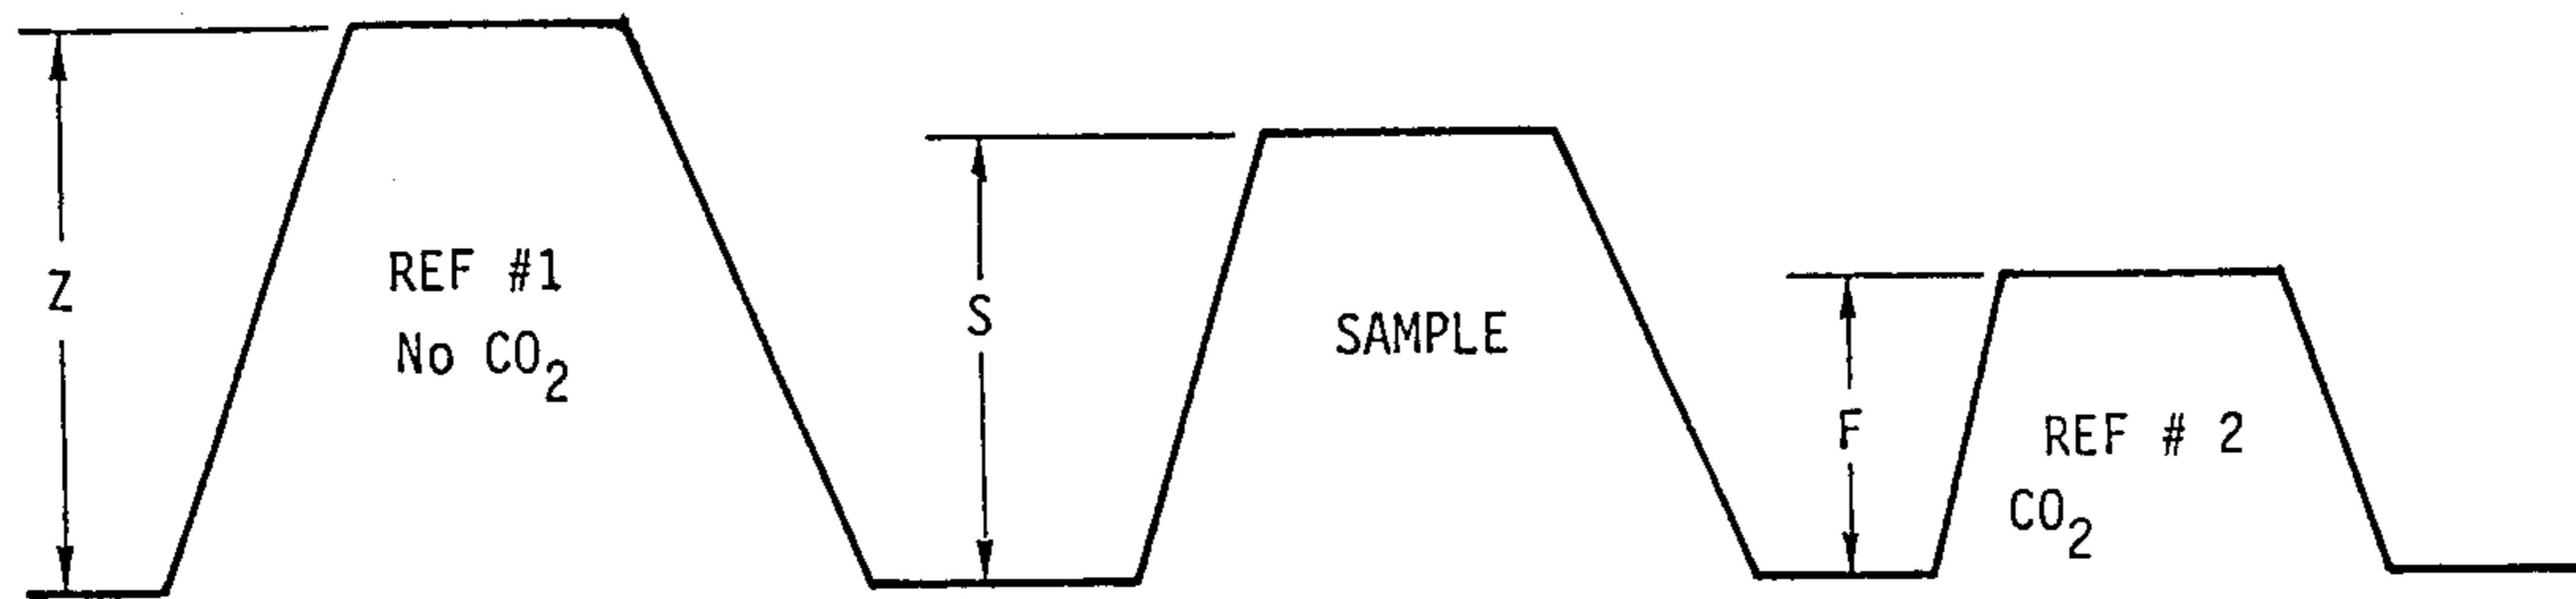 Z
REF #1
No CO₂
S
SAMPLE
F
REF # 2
CO₂